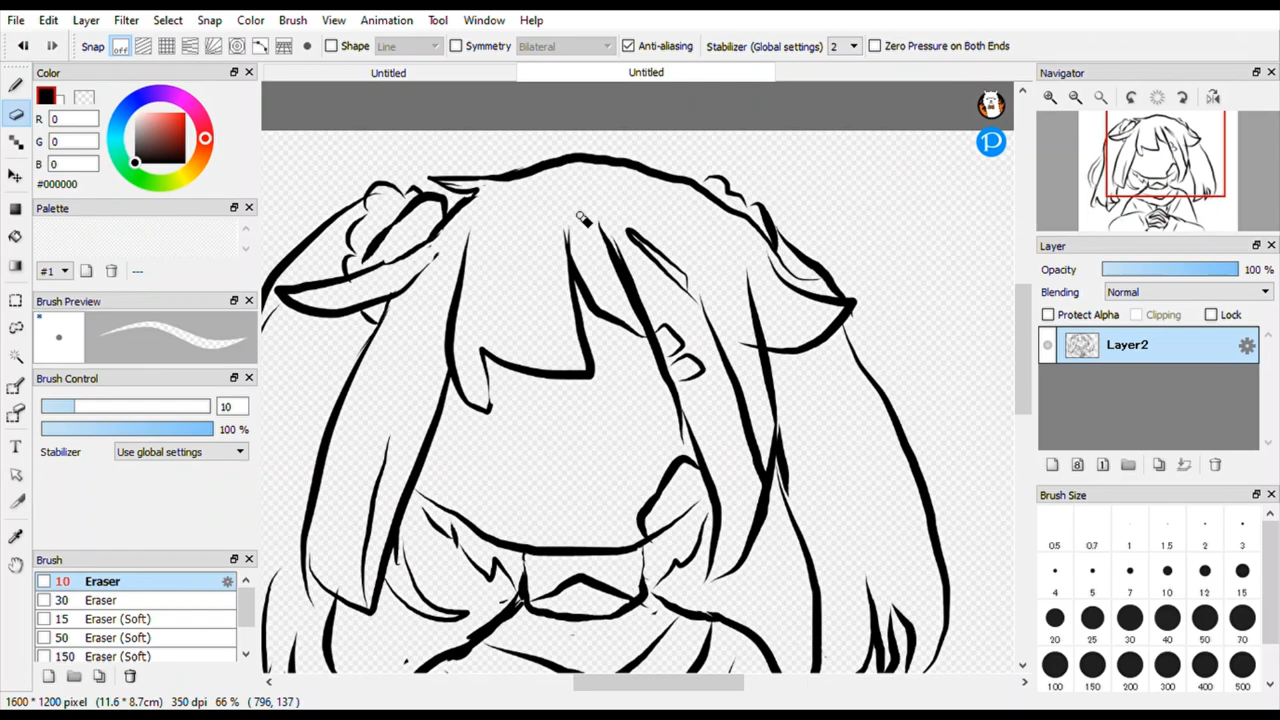 File Edit Layer Filter Select Snap Color Brush View Animation Tool Window Help
Snap off Shape Line Symmetry Bilateral Anti-aliasing Stabilizer (Global settings) 2 Zero Pressure on Both Ends
Color
R 0
G 0
B 0
#000000
Palette
#1 ---
Brush Preview
Brush Control
10
100 %
Stabilizer Use global settings
Brush
10 Eraser
30 Eraser
15 Eraser (Soft)
50 Eraser (Soft)
150 Eraser (Soft)
Untitled Untitled
Navigator
Layer
Opacity 100 %
Blending Normal
Protect Alpha Clipping Lock
Layer2
Brush Size
0.5 0.7 1 1.5 2 3
4 5 7 10 12 15
20 25 30 40 50 70
100 150 200 300 400 500
1600 * 1200 pixel (11.6 * 8.7cm) 350 dpi 66 % ( 796, 137 )